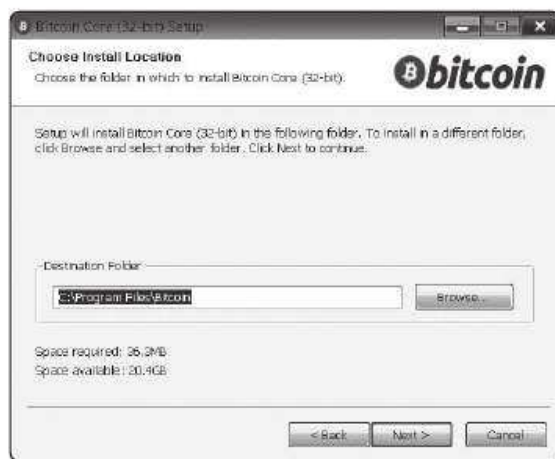 Bitcoin Core (32-bit) Setup
Choose Install Location
Choose the folder in which to install Bitcoin Core (32-bit).
bitcoin
Setup will install Bitcoin Core (32-bit) in the following folder. To install in a different folder,
click Browse and select another folder. Click Next to continue.
Destination Folder
C:\Program Files\Bitcoin
Browse...
Space required: 36.3MB
Space available: 20.4GB
< Back Next > Cancel